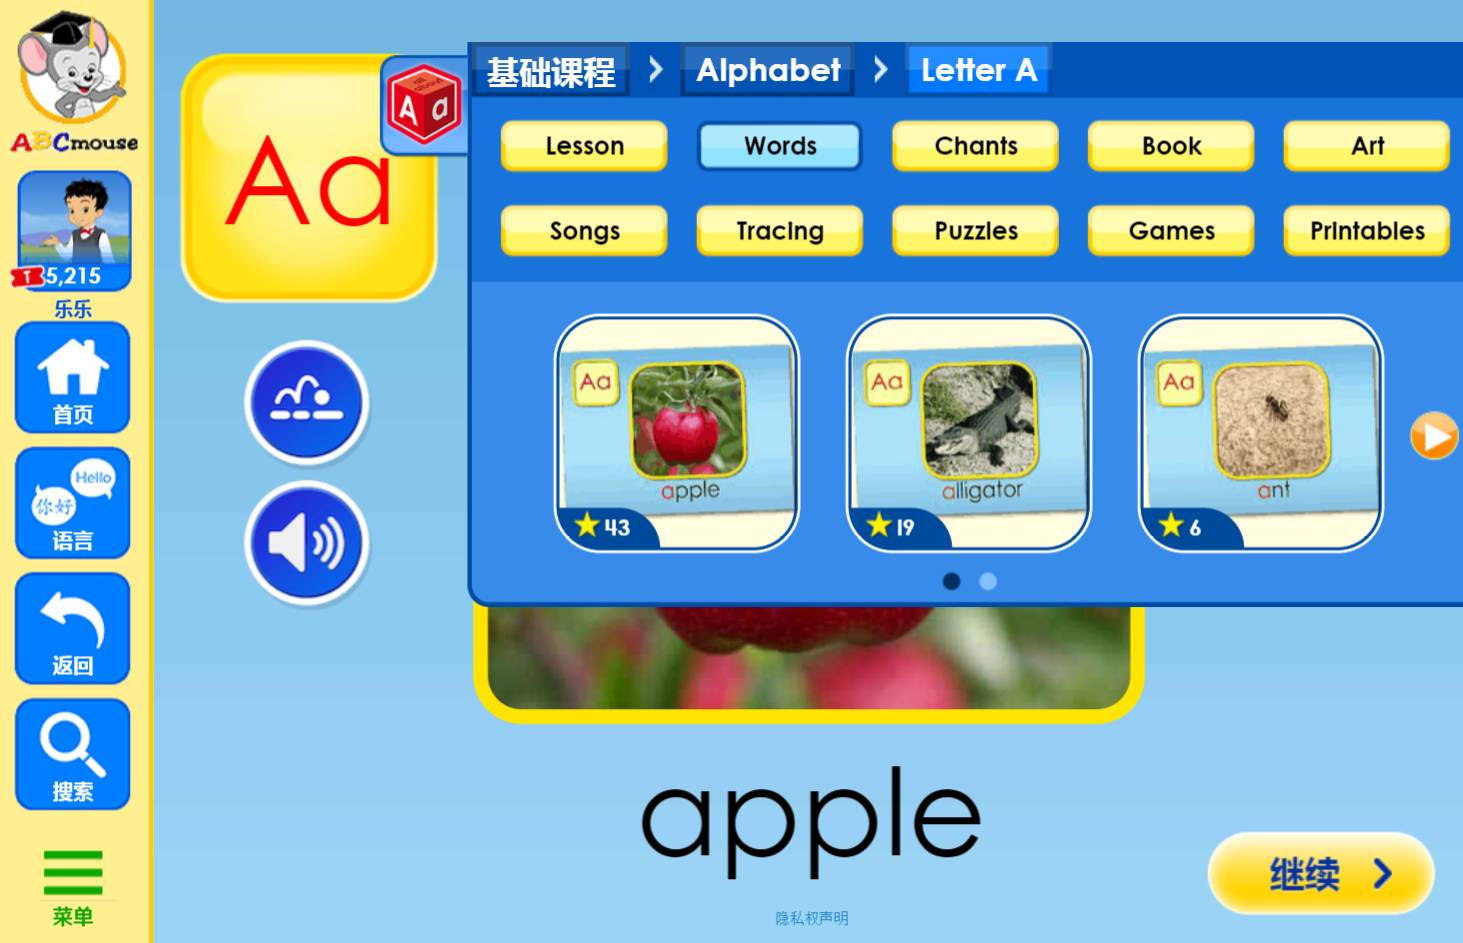 ABCmouse
T 5,215
乐乐
首页
Hello
你好
语言
返回
搜索
菜单
Aa
all about
A a
基础课程 Alphabet Letter A
Lesson Words Chants Book Art
Songs Tracing Puzzles Games Printables
Aa Aa Aa
apple alligator ant
43 19 6
apple
继续
隐私权声明